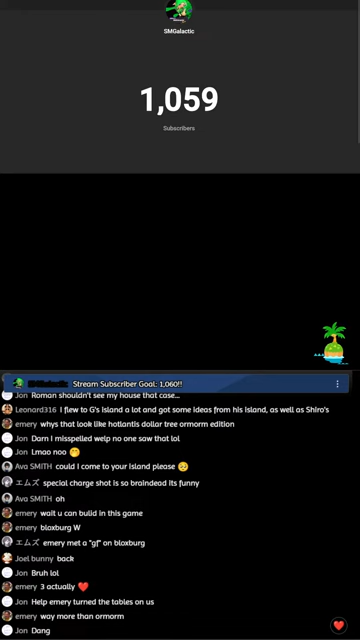 SMGalactic
1,059
Subscribers
SMGalactic Stream Subscriber Goal: 1,060!!
Jon Roman shouldn't see my house that case...
Leonard316 I flew to G's island a lot and got some ideas from his island, as well as Shiro's
emery whys that look like hotlantis dollar tree ormorm edition
Jon Darn I misspelled welp no one saw that lol
Jon Lmao noo 🤭
Ava SMITH could I come to your island please 🥺
エムズ special charge shot is so braindead its funny
Ava SMITH oh
emery wait u can build in this game
emery bloxburg W
エムズ emery met a "gf" on bloxburg
Joel bunny back
Jon Bruh lol
emery 3 actually ❤️
Jon Help emery turned the tables on us
emery way more than ormorm
Jon Dang